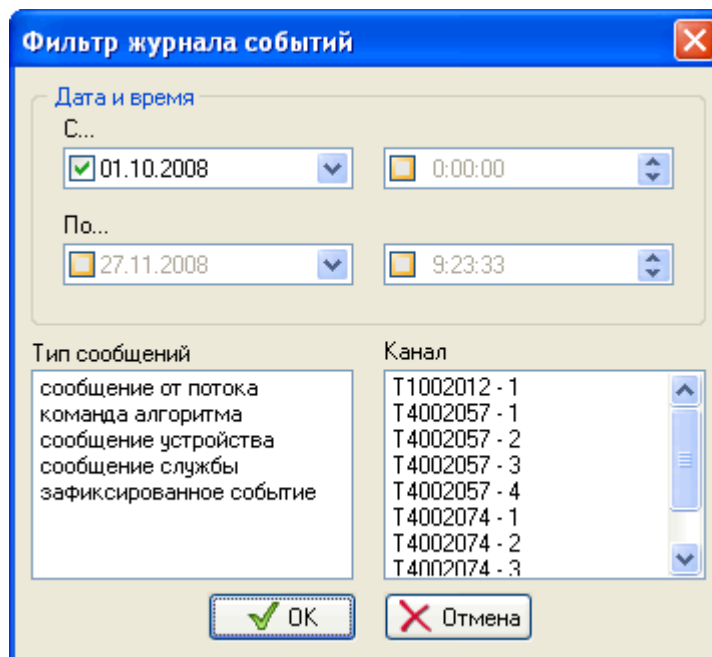 Фильтр журнала событий
Дата и время
С...
01.10.2008
0:00:00
По...
27.11.2008
9:23:33
Тип сообщений
сообщение от потока
команда алгоритма
сообщение устройства
сообщение службы
зафиксированное событие
Канал
T1002012 - 1
T4002057 - 1
T4002057 - 2
T4002057 - 3
T4002057 - 4
T4002074 - 1
T4002074 - 2
T4002074 - 3
OK
Отмена